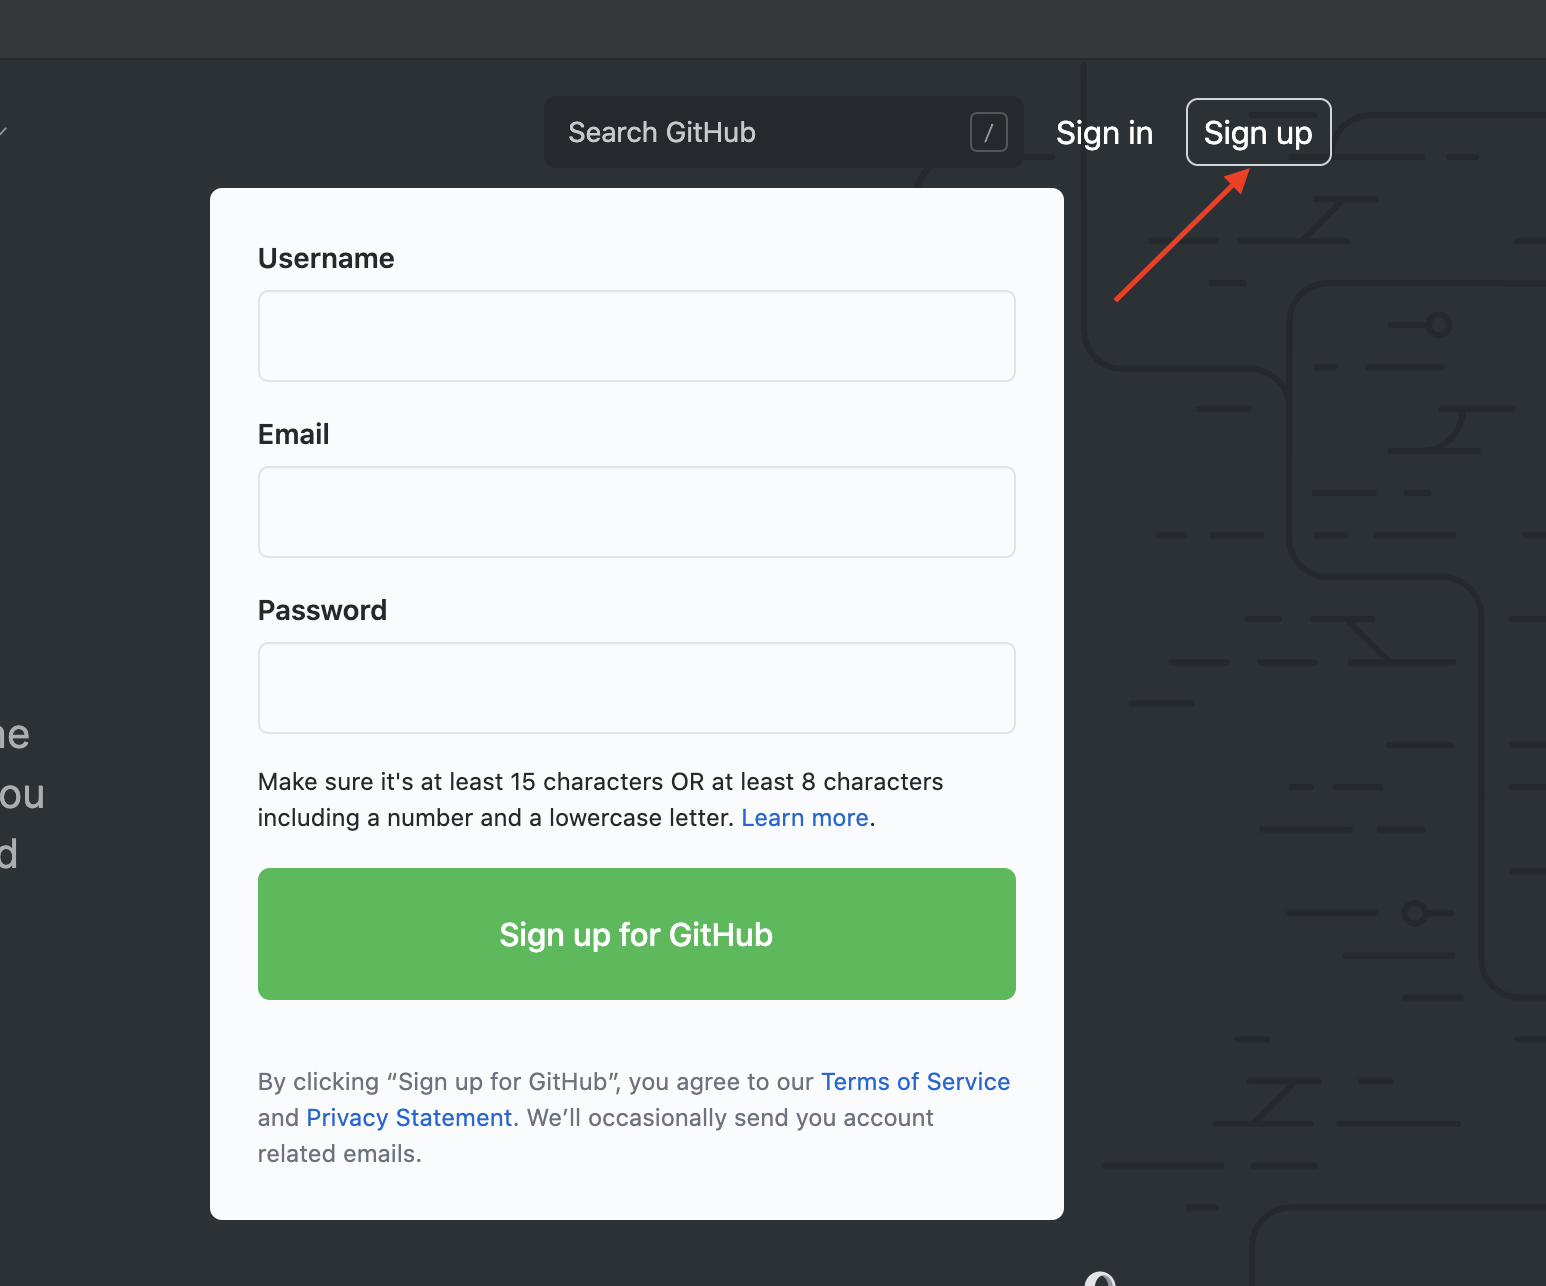 Search GitHub
/
Sign in
Sign up
Username
Email
Password
Make sure it's at least 15 characters OR at least 8 characters
including a number and a lowercase letter. Learn more.
Sign up for GitHub
By clicking “Sign up for GitHub”, you agree to our Terms of Service
and Privacy Statement. We’ll occasionally send you account
related emails.
ou
d